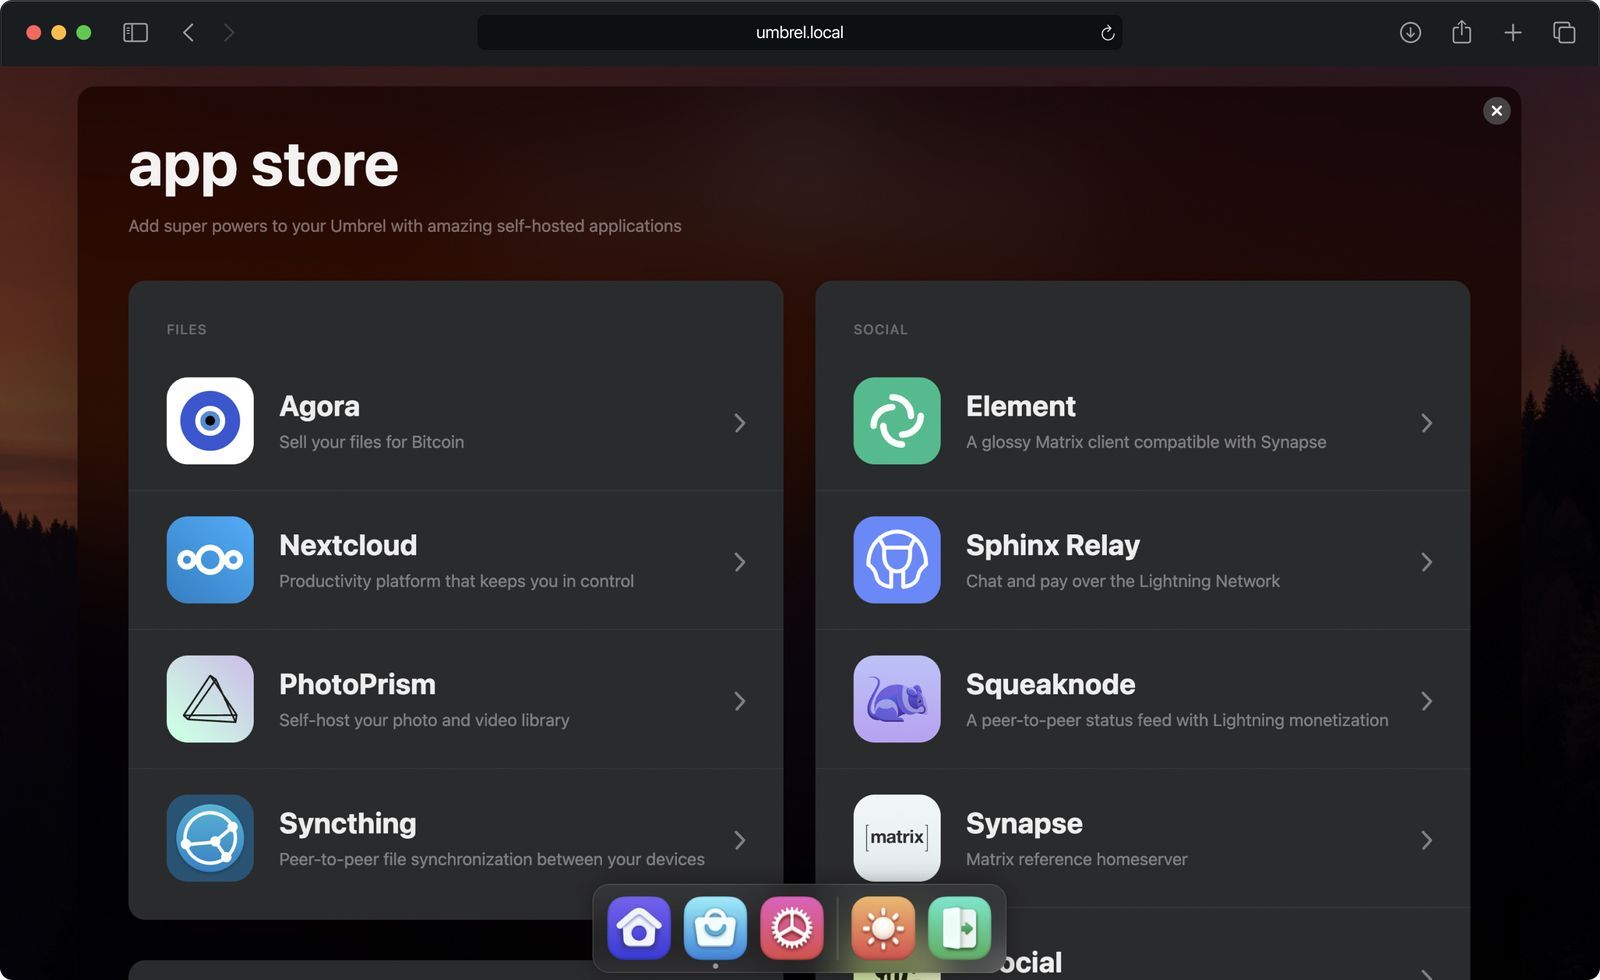 umbrel.local
app store
Add super powers to your Umbrel with amazing self-hosted applications
FILES
Agora
Sell your files for Bitcoin
Nextcloud
Productivity platform that keeps you in control
PhotoPrism
Self-host your photo and video library
Syncthing
Peer-to-peer file synchronization between your devices
SOCIAL
Element
A glossy Matrix client compatible with Synapse
Sphinx Relay
Chat and pay over the Lightning Network
Squeaknode
A peer-to-peer status feed with Lightning monetization
[matrix]
Synapse
Matrix reference homeserver